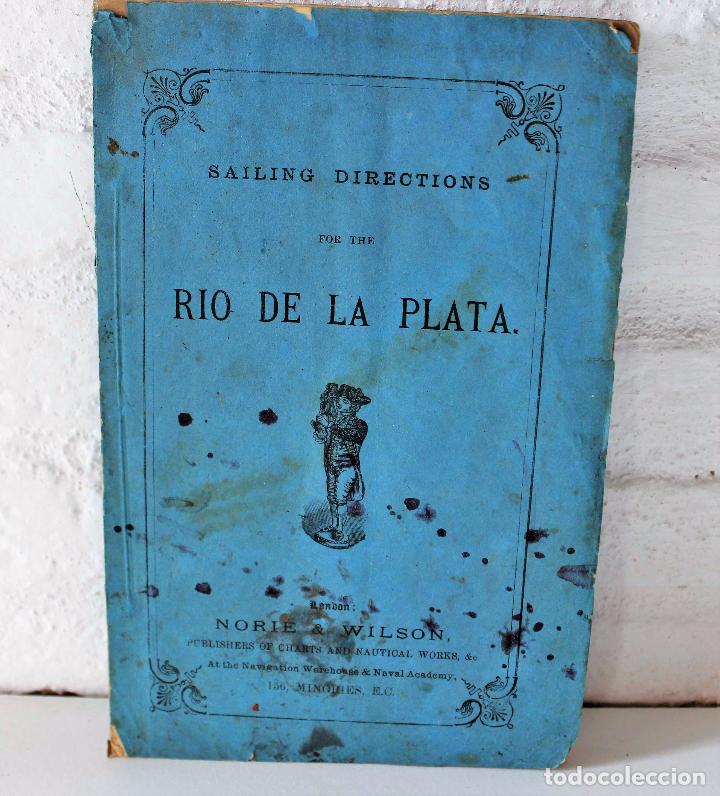 SAILING DIRECTIONS
FOR THE
RIO DE LA PLATA.
London:
NORIE & WILSON,
PUBLISHERS OF CHARTS AND NAUTICAL WORKS, &c
At the Navigation Warehouse & Naval Academy,
156, MINORIES, E.C.
todocoleccion